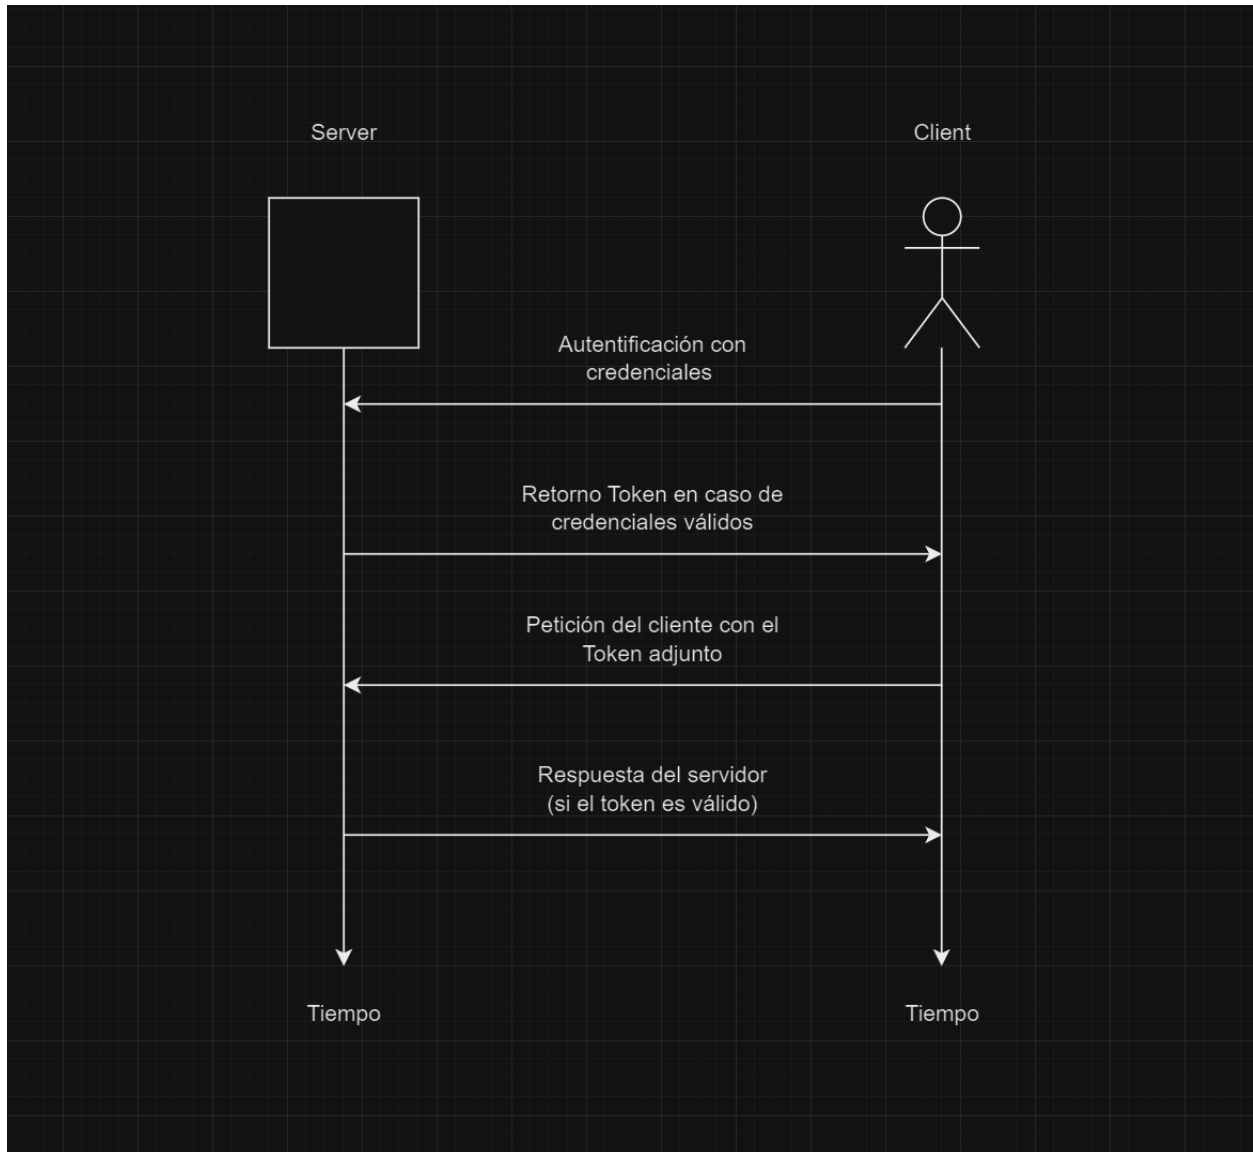 Server
Client
Autentificación con
credenciales
Retorno Token en caso de
credenciales válidos
Petición del cliente con el
Token adjunto
Respuesta del servidor
(si el token es válido)
Tiempo
Tiempo